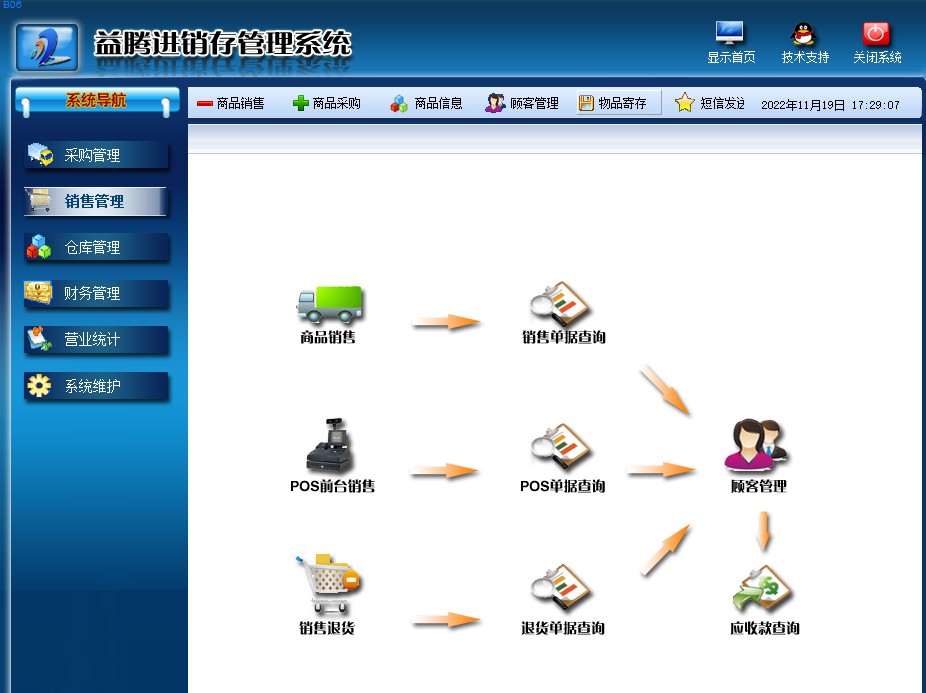 B06
益腾进销存管理系统
显示首页
技术支持
关闭系统
系统导航
商品销售
商品采购
商品信息
顾客管理
物品寄存
短信发送
2022年11月19日 17:29:07
采购管理
销售管理
仓库管理
财务管理
营业统计
系统维护
商品销售
销售单据查询
POS前台销售
POS单据查询
顾客管理
销售退货
退货单据查询
应收款查询